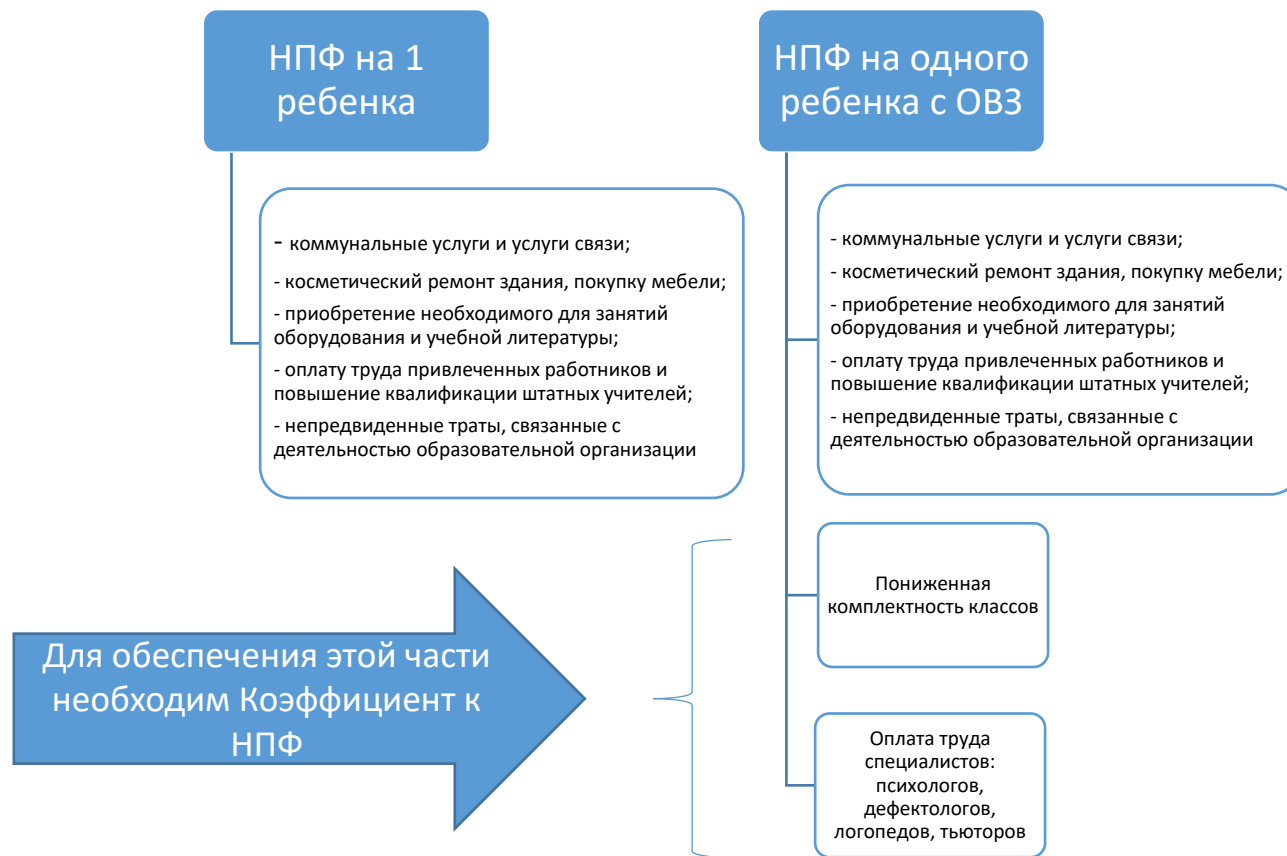 НПФ на 1
ребенка
- коммунальные услуги и услуги связи;
- косметический ремонт здания, покупку мебели;
- приобретение необходимого для занятий
оборудования и учебной литературы;
- оплату труда привлеченных работников и
повышение квалификации штатных учителей;
- непредвиденные траты, связанные с
деятельностью образовательной организации
НПФ на одного
ребенка с ОВЗ
- коммунальные услуги и услуги связи;
- косметический ремонт здания, покупку мебели;
- приобретение необходимого для занятий
оборудования и учебной литературы;
- оплату труда привлеченных работников и
повышение квалификации штатных учителей;
- непредвиденные траты, связанные с
деятельностью образовательной организации
Пониженная
комплектность классов
Оплата труда
специалистов:
психологов,
дефектологов,
логопедов, тьюторов
Для обеспечения этой части
необходим Коэффициент к
НПФ